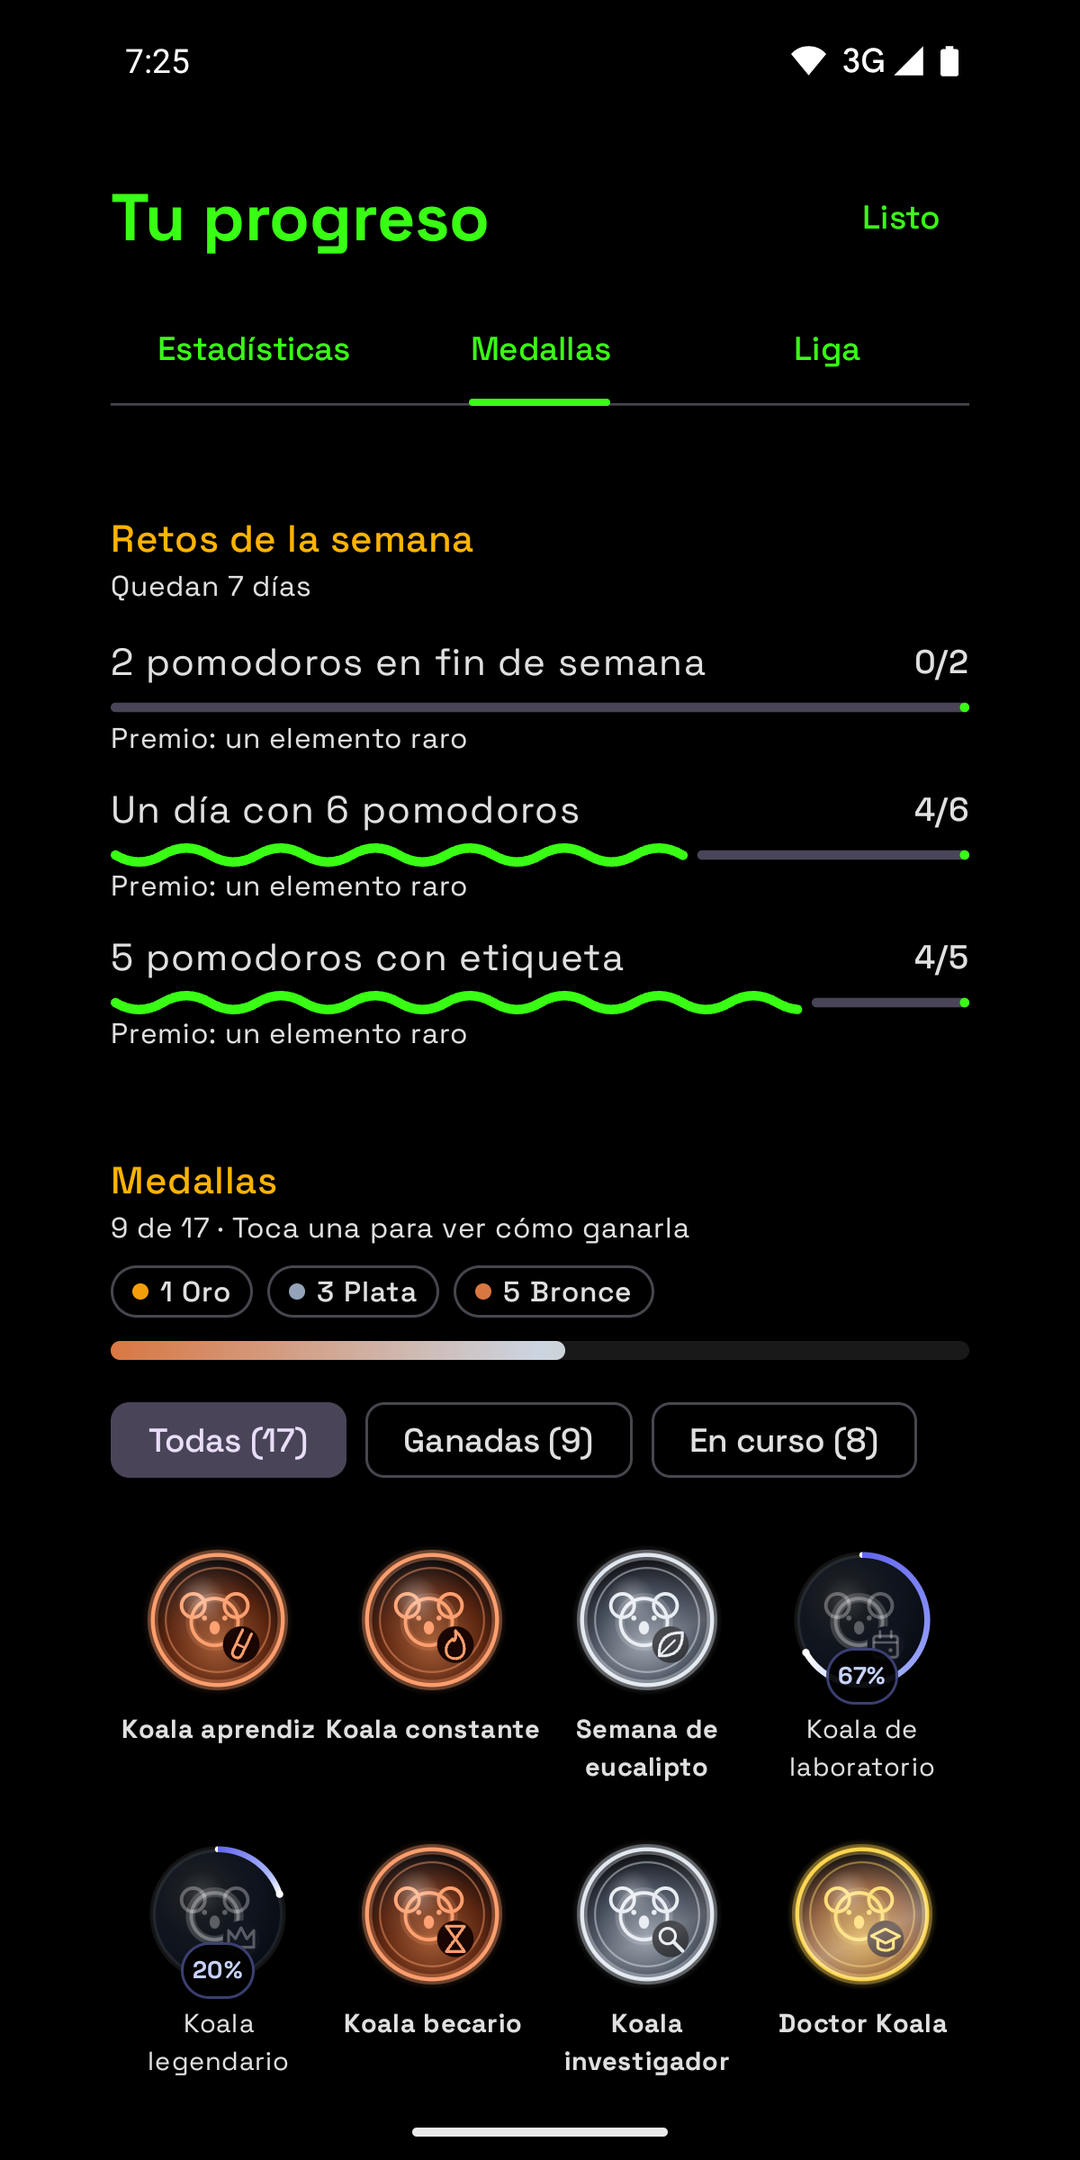 7:25
3G
Tu progreso
Listo
Estadísticas
Medallas
Liga
Retos de la semana
Quedan 7 días
2 pomodoros en fin de semana
0/2
Premio: un elemento raro
Un día con 6 pomodoros
4/6
Premio: un elemento raro
5 pomodoros con etiqueta
4/5
Premio: un elemento raro
Medallas
9 de 17 · Toca una para ver cómo ganarla
1 Oro
3 Plata
5 Bronce
Todas (17)
Ganadas (9)
En curso (8)
67%
Koala aprendiz
Koala constante
Semana de
eucalipto
Koala de
laboratorio
20%
Koala
legendario
Koala becario
Koala
investigador
Doctor Koala